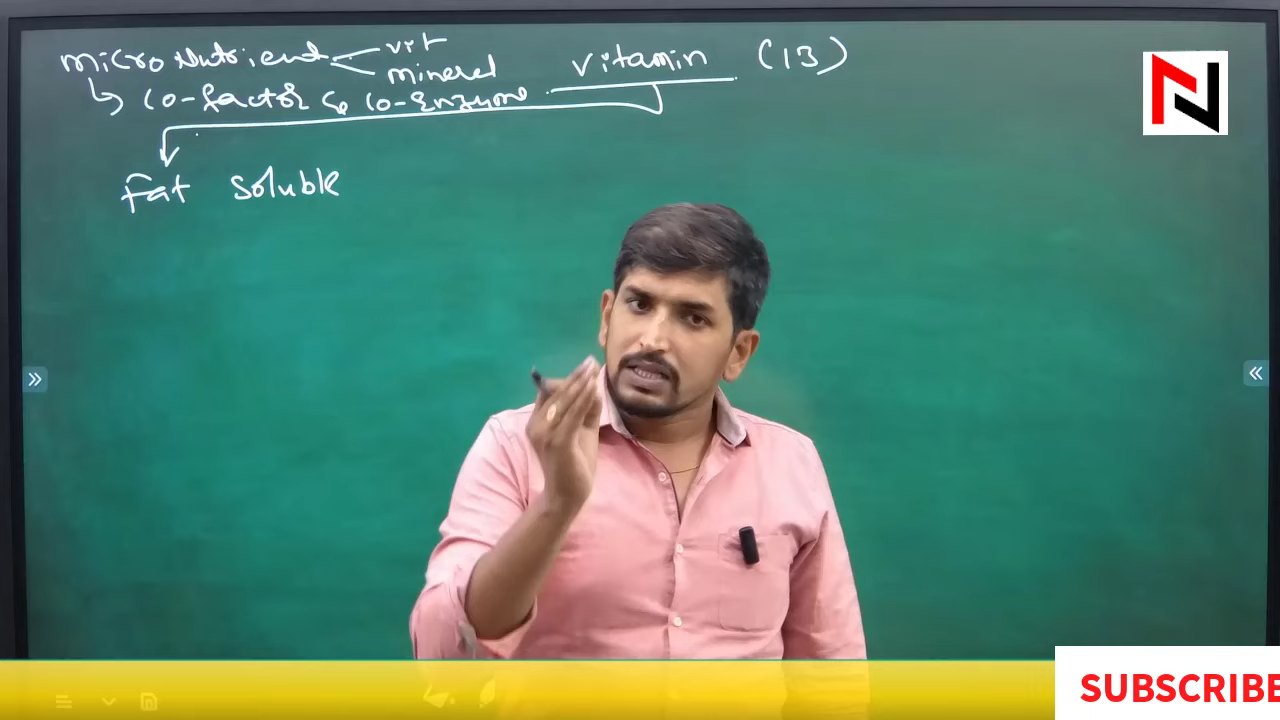 Micro Nutrient vit
mineral
vitamin (13)
↳ Co-factor & Co-Enzyme
Fat soluble
N
SUBSCRIBE